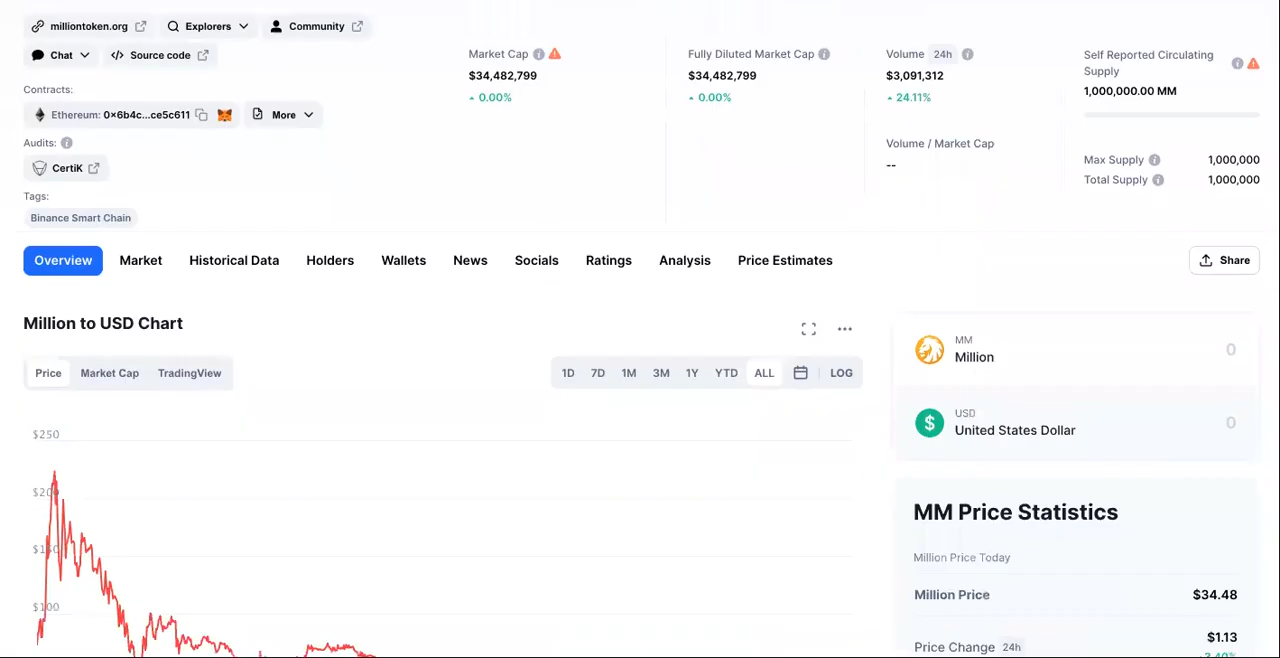 milliontoken.org
Explorers
Community
Chat
Source code
Contracts:
Ethereum: 0x6b4c...ce5c611
More
Audits:
CertiK
Tags:
Binance Smart Chain
Market Cap
$34,482,799
0.00%
Fully Diluted Market Cap
$34,482,799
0.00%
Volume 24h
$3,091,312
24.11%
Volume / Market Cap
--
Self Reported Circulating
Supply
1,000,000.00 MM
Max Supply 1,000,000
Total Supply 1,000,000
Overview Market Historical Data Holders Wallets News Socials Ratings Analysis Price Estimates
Share
Million to USD Chart
Price Market Cap TradingView
1D 7D 1M 3M 1Y YTD ALL LOG
$250
$200
$150
$100
MM
Million
0
USD
United States Dollar
0
MM Price Statistics
Million Price Today
Million Price $34.48
$1.13
Price Change 24h
3.40%